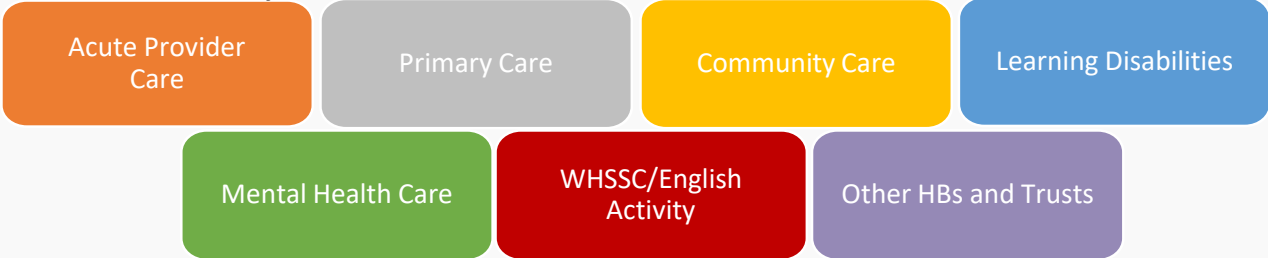 Acute Provider
Care
Primary Care
Community Care
Learning Disabilities
Mental Health Care
WHSSC/English
Activity
Other HBs and Trusts